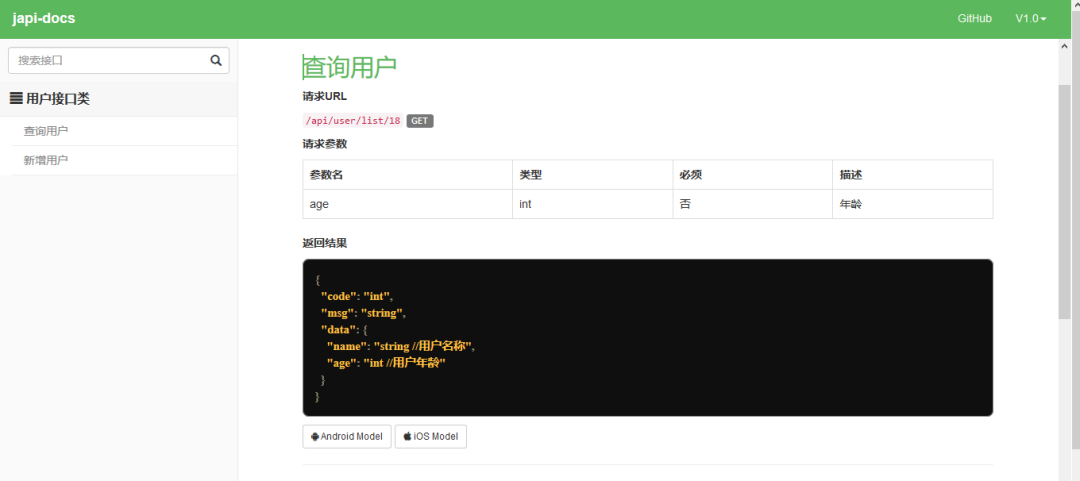 japi-docs
GitHub
V1.0
搜索接口
用户接口类
查询用户
新增用户
查询用户
请求URL
/api/user/list/18 GET
请求参数
参数名 类型 必须 描述
age int 否 年龄
返回结果
{
"code": "int",
"msg": "string",
"data": {
"name": "string //用户名称",
"age": "int //用户年龄"
}
}
Android Model iOS Model